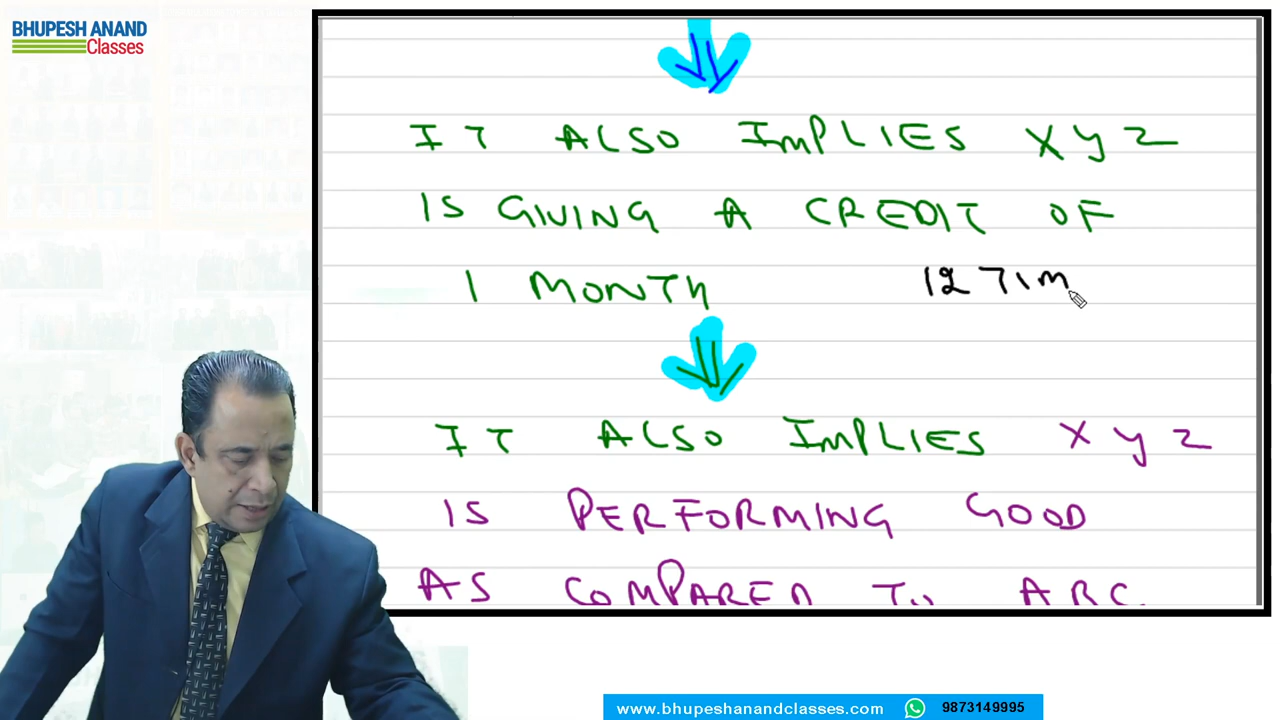 BHUPESH ANAND
Classes
IT ALSO IMPLIES XYZ
IS GIVING A CREDIT OF
1 MONTH 12 TIM
IT ALSO IMPLIES XYZ
IS PERFORMING GOOD
AS COMPARED TO ABC
www.bhupeshanandclasses.com 9873149995